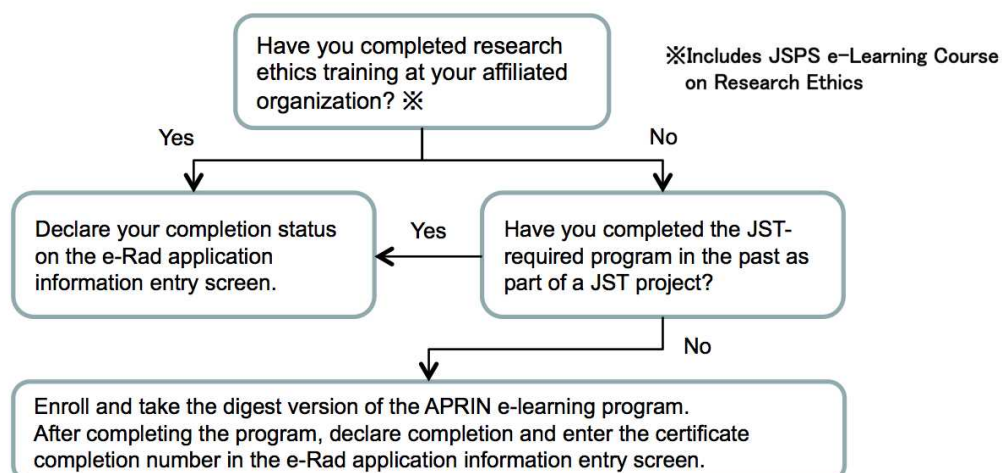 Have you completed research
ethics training at your affiliated
organization? ※
※Includes JSPS e-Learning Course
on Research Ethics
Yes
No
Declare your completion status
on the e-Rad application
information entry screen.
Yes
Have you completed the JST-
required program in the past as
part of a JST project?
No
Enroll and take the digest version of the APRIN e-learning program.
After completing the program, declare completion and enter the certificate
completion number in the e-Rad application information entry screen.